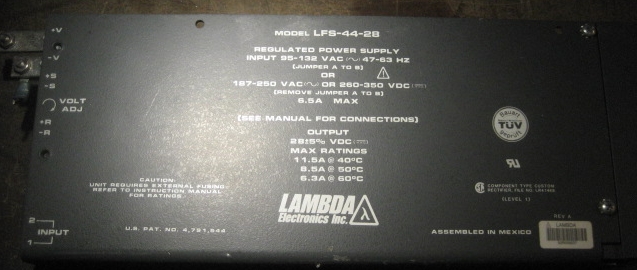 MODEL LFS-44-28
REGULATED POWER SUPPLY
INPUT 95-132 VAC 47-63 HZ
(JUMPER A TO B)
OR
187-250 VAC OR 260-350 VDC
(REMOVE JUMPER A TO B)
6.5A MAX
(SEE MANUAL FOR CONNECTIONS)
OUTPUT
28±5% VDC
MAX RATINGS
11.5A @ 40°C
8.5A @ 50°C
6.3A @ 60°C
+V
-V
+S
-S
VOLT
ADJ
+R
-R
CAUTION:
UNIT REQUIRES EXTERNAL FUSING
REFER TO INSTRUCTION MANUAL
FOR RATINGS.
2
INPUT
1
U.S. PAT. NO.
LAMBDA
Electronics Inc.
Bauart
TÜV
COMPONENT TYPE CUSTOM
RECTIFIER, FILE NO.
(LEVEL 1)
REV A
ASSEMBLED IN MEXICO
LAMBDA